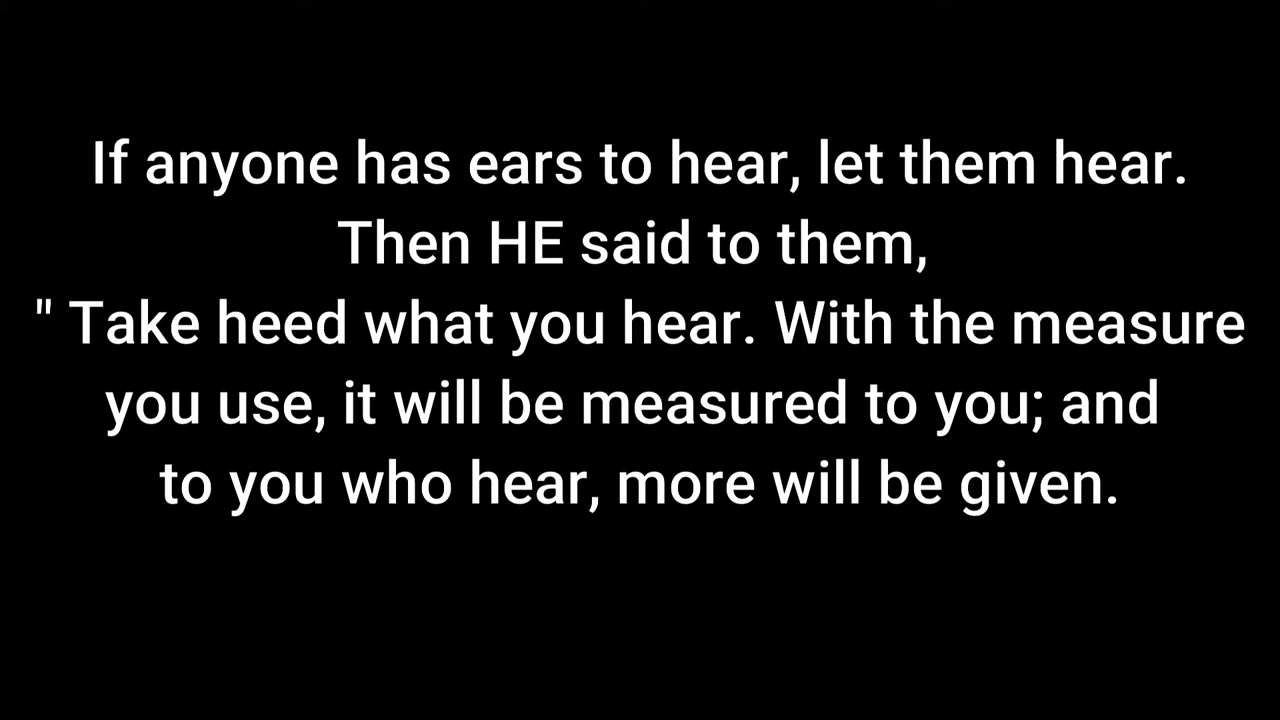 If anyone has ears to hear, let them hear.
Then HE said to them,
" Take heed what you hear. With the measure
you use, it will be measured to you; and
to you who hear, more will be given.